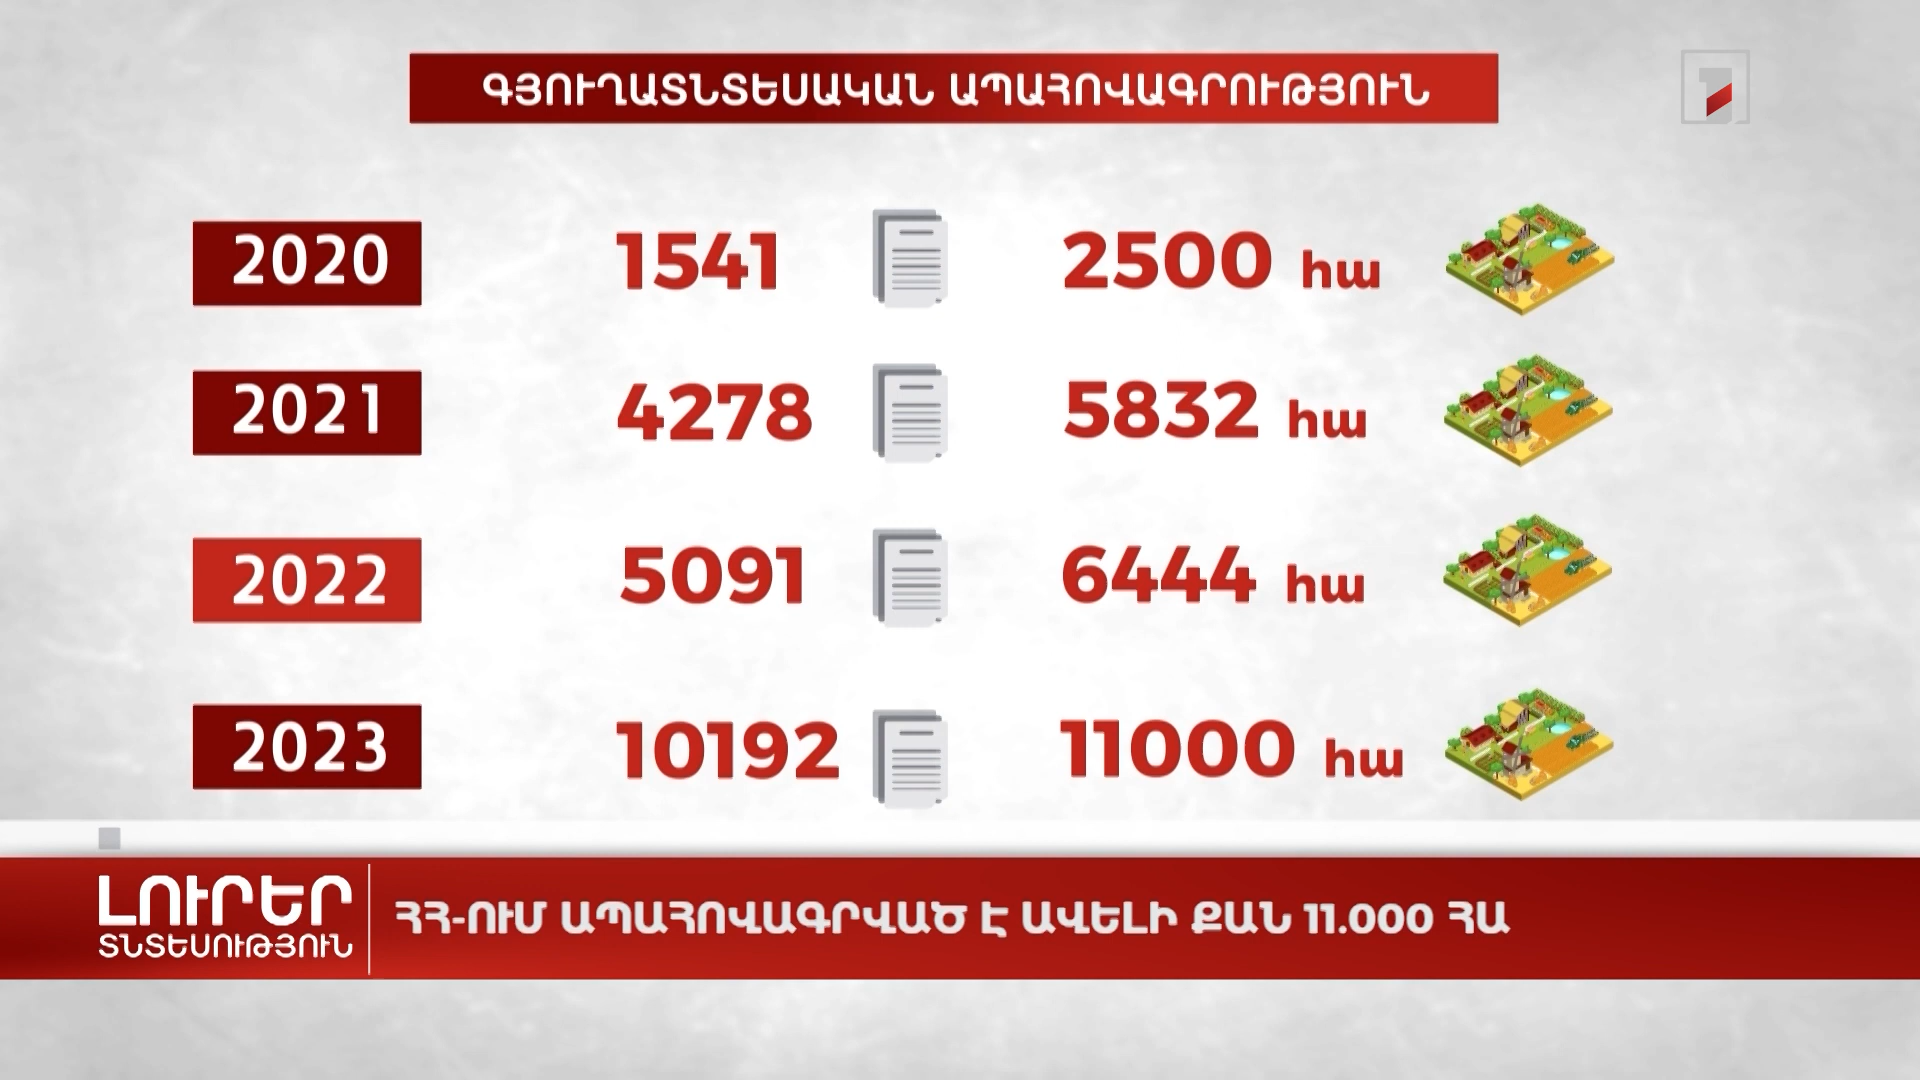 ԳՅՈՒՂԱՏՆՏԵՍԱԿԱՆ ԱՊԱՀՈՎԱԳՐՈՒԹՅՈՒՆ
2020 1541 2500 հա
2021 4278 5832 հա
2022 5091 6444 հա
2023 10192 11000 հա
ԼՈՒՐԵՐ
ՏՆՏԵՍՈՒԹՅՈՒՆ
ՀՀ-ՈՒՄ ԱՊԱՀՈՎԱԳՐՎԱԾ Է ԱՎԵԼԻ ՔԱՆ 11.000 ՀԱ